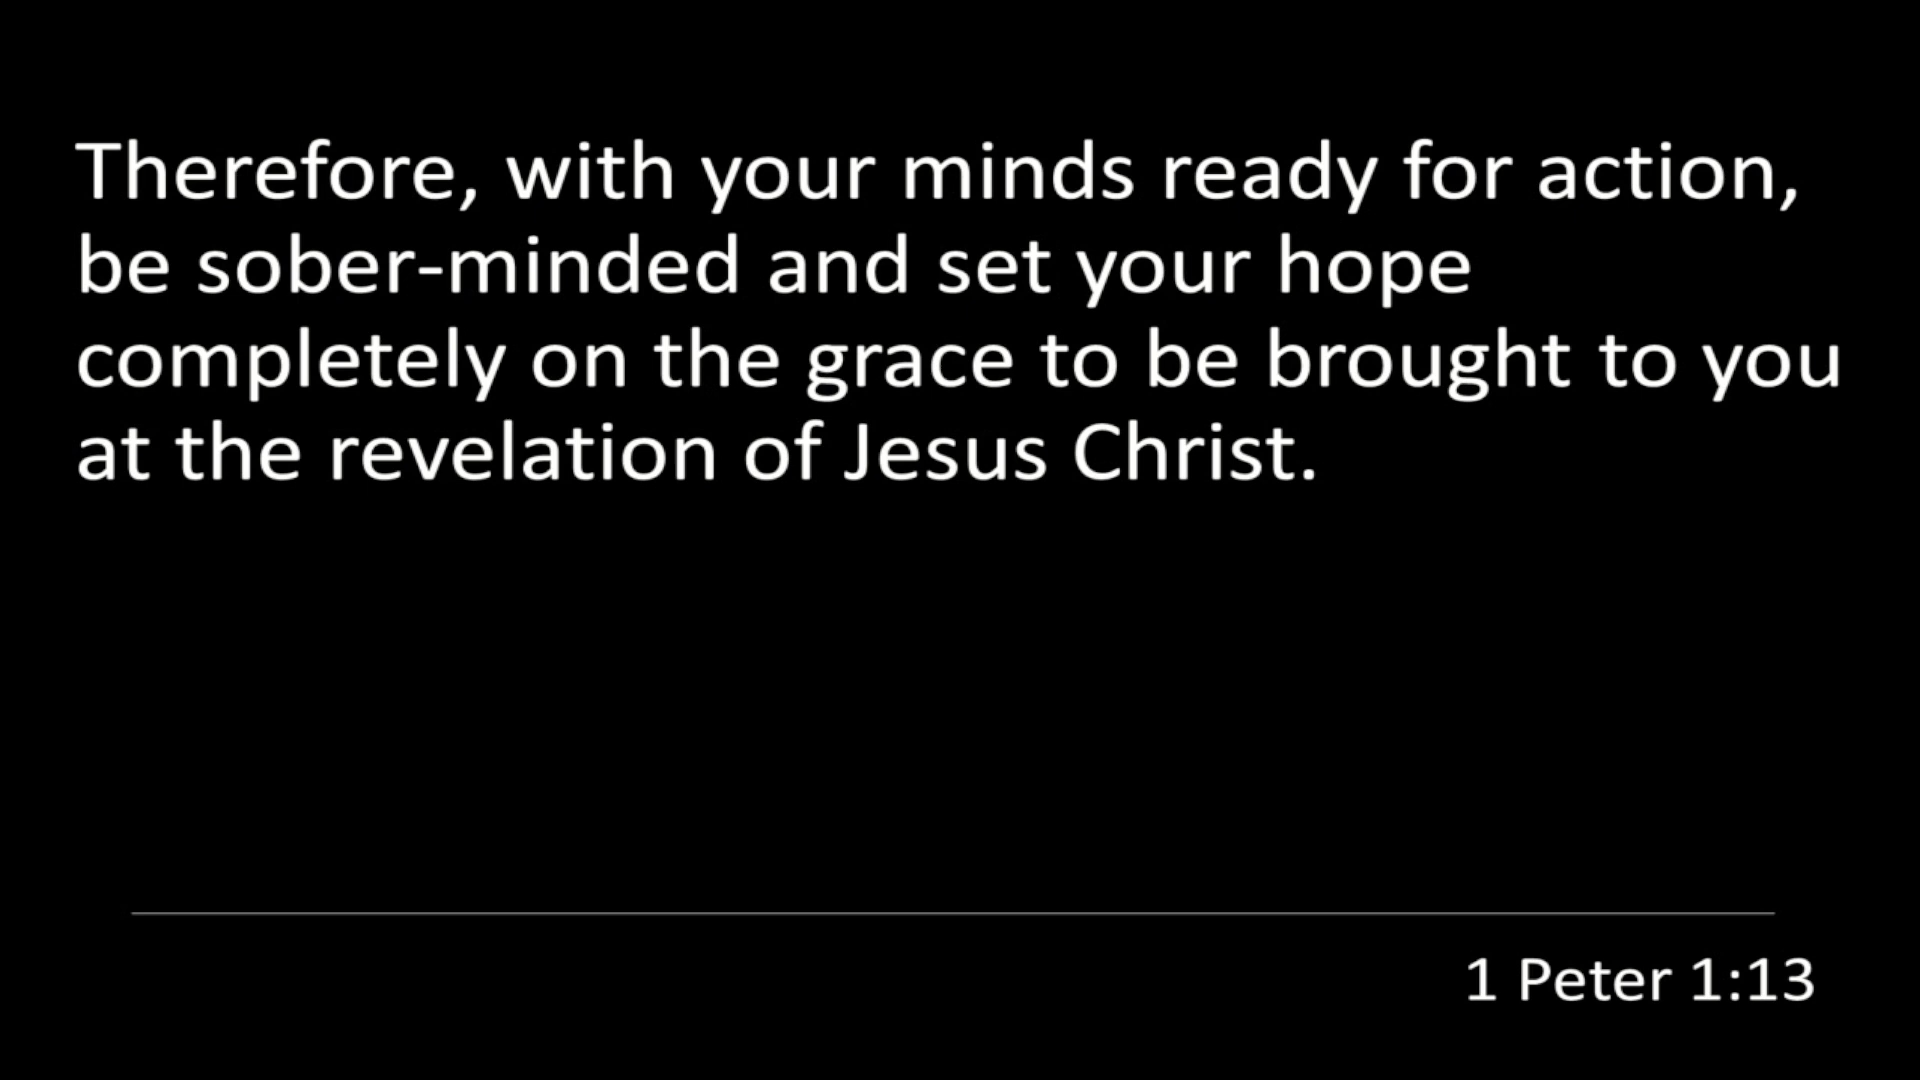 Therefore, with your minds ready for action,
be sober-minded and set your hope
completely on the grace to be brought to you
at the revelation of Jesus Christ.
1 Peter 1:13